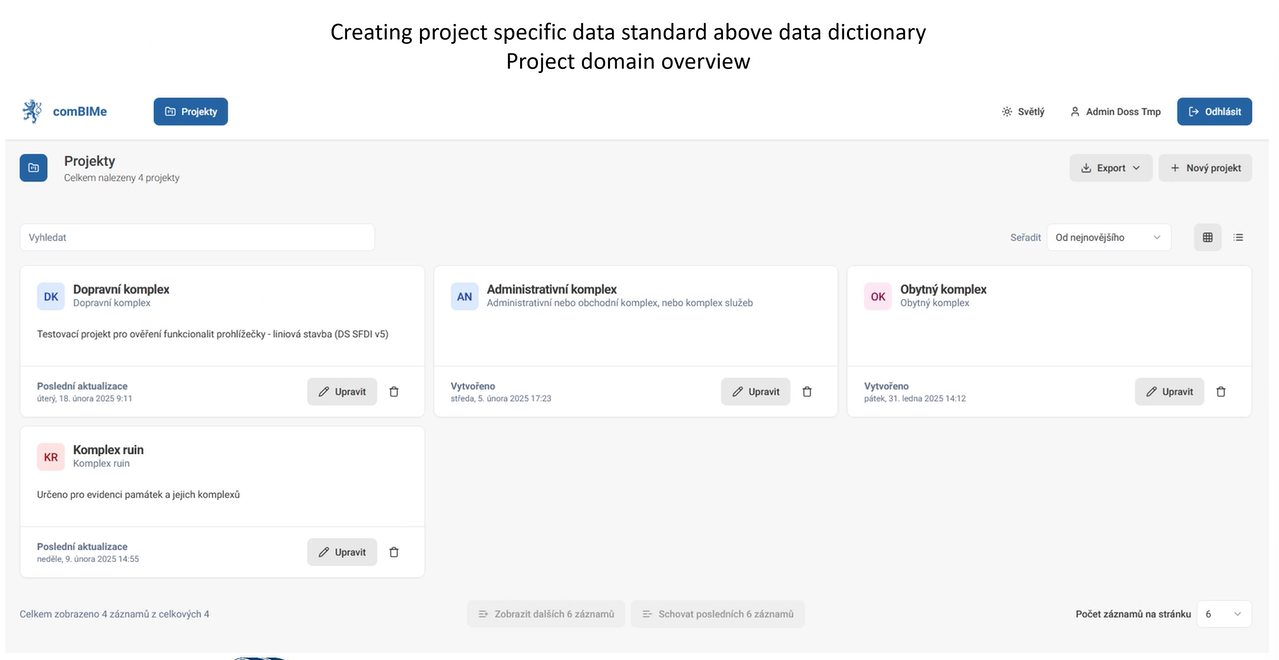 Creating project specific data standard above data dictionary
Project domain overview
comBIMe
Projekty
Světlý
Admin Doss Tmp
Odhlásit
Projekty
Celkem nalezeny 4 projekty
Export
Nový projekt
Vyhledat
Seřadit
Od nejnovějšího
DK
Dopravní komplex
Dopravní komplex
Testovací projekt pro ověření funkcionalit prohlížečky - liniová stavba (DS SFDI v5)
Poslední aktualizace
úterý, 18. února 2025 9:11
Upravit
AN
Administrativní komplex
Administrativní nebo obchodní komplex, nebo komplex služeb
Vytvořeno
středa, 5. února 2025 17:23
Upravit
OK
Obytný komplex
Obytný komplex
Vytvořeno
pátek, 31. ledna 2025 14:12
Upravit
KR
Komplex ruin
Komplex ruin
Určeno pro evidenci památek a jejich komplexů
Poslední aktualizace
neděle, 9. února 2025 14:55
Upravit
Celkem zobrazeno 4 záznamů z celkových 4
Zobrazit dalších 6 záznamů
Schovat posledních 6 záznamů
Počet záznamů na stránku
6